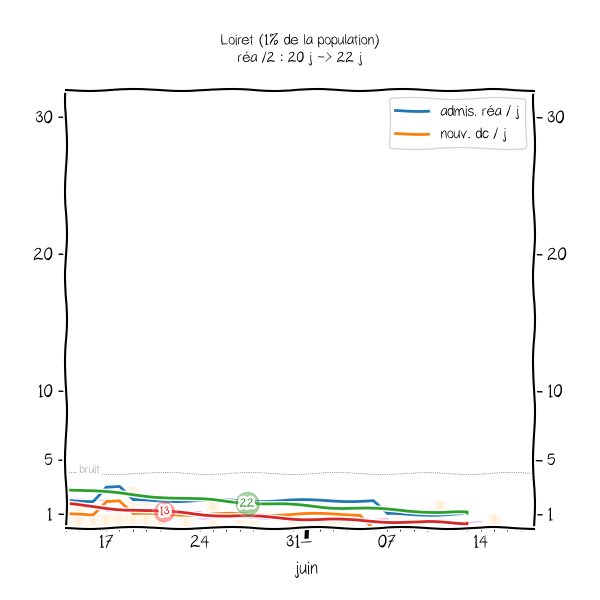 Loiret (1% de la population)
réa /2 : 20 j -> 22 j
admis. réa / j
nouv. dc / j
30
30
20
20
10
10
5
5
bruit
22
13
1
1
17
24
31
07
14
juin